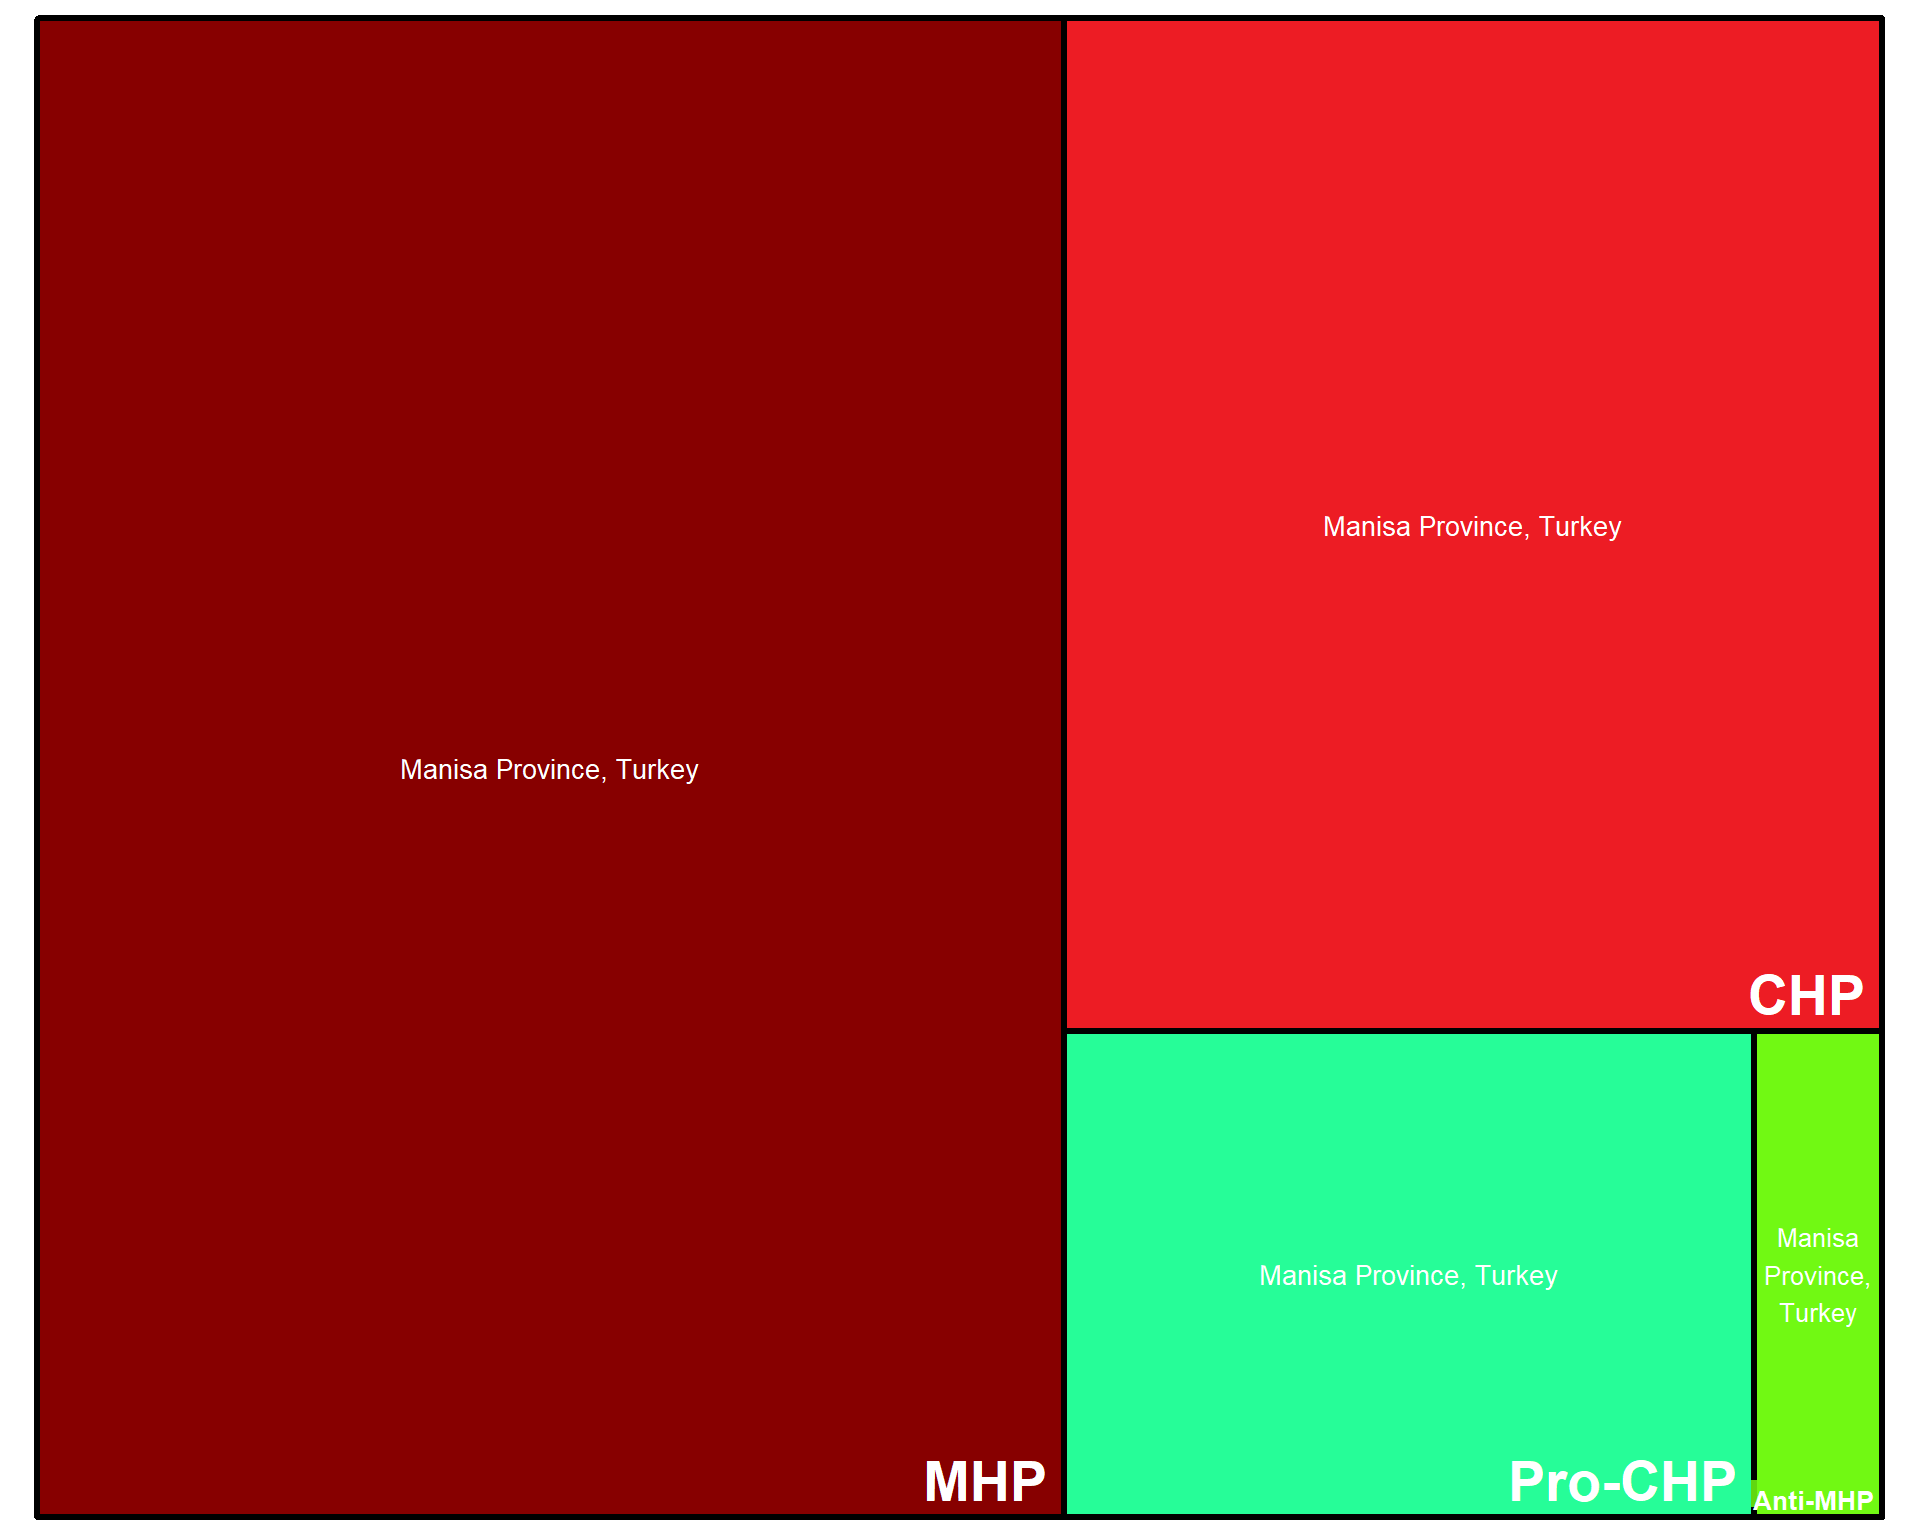 Manisa Province, Turkey
MHP
Manisa Province, Turkey
CHP
Manisa Province, Turkey
Pro-CHP
Manisa
Province,
Turkey
Anti-MHP